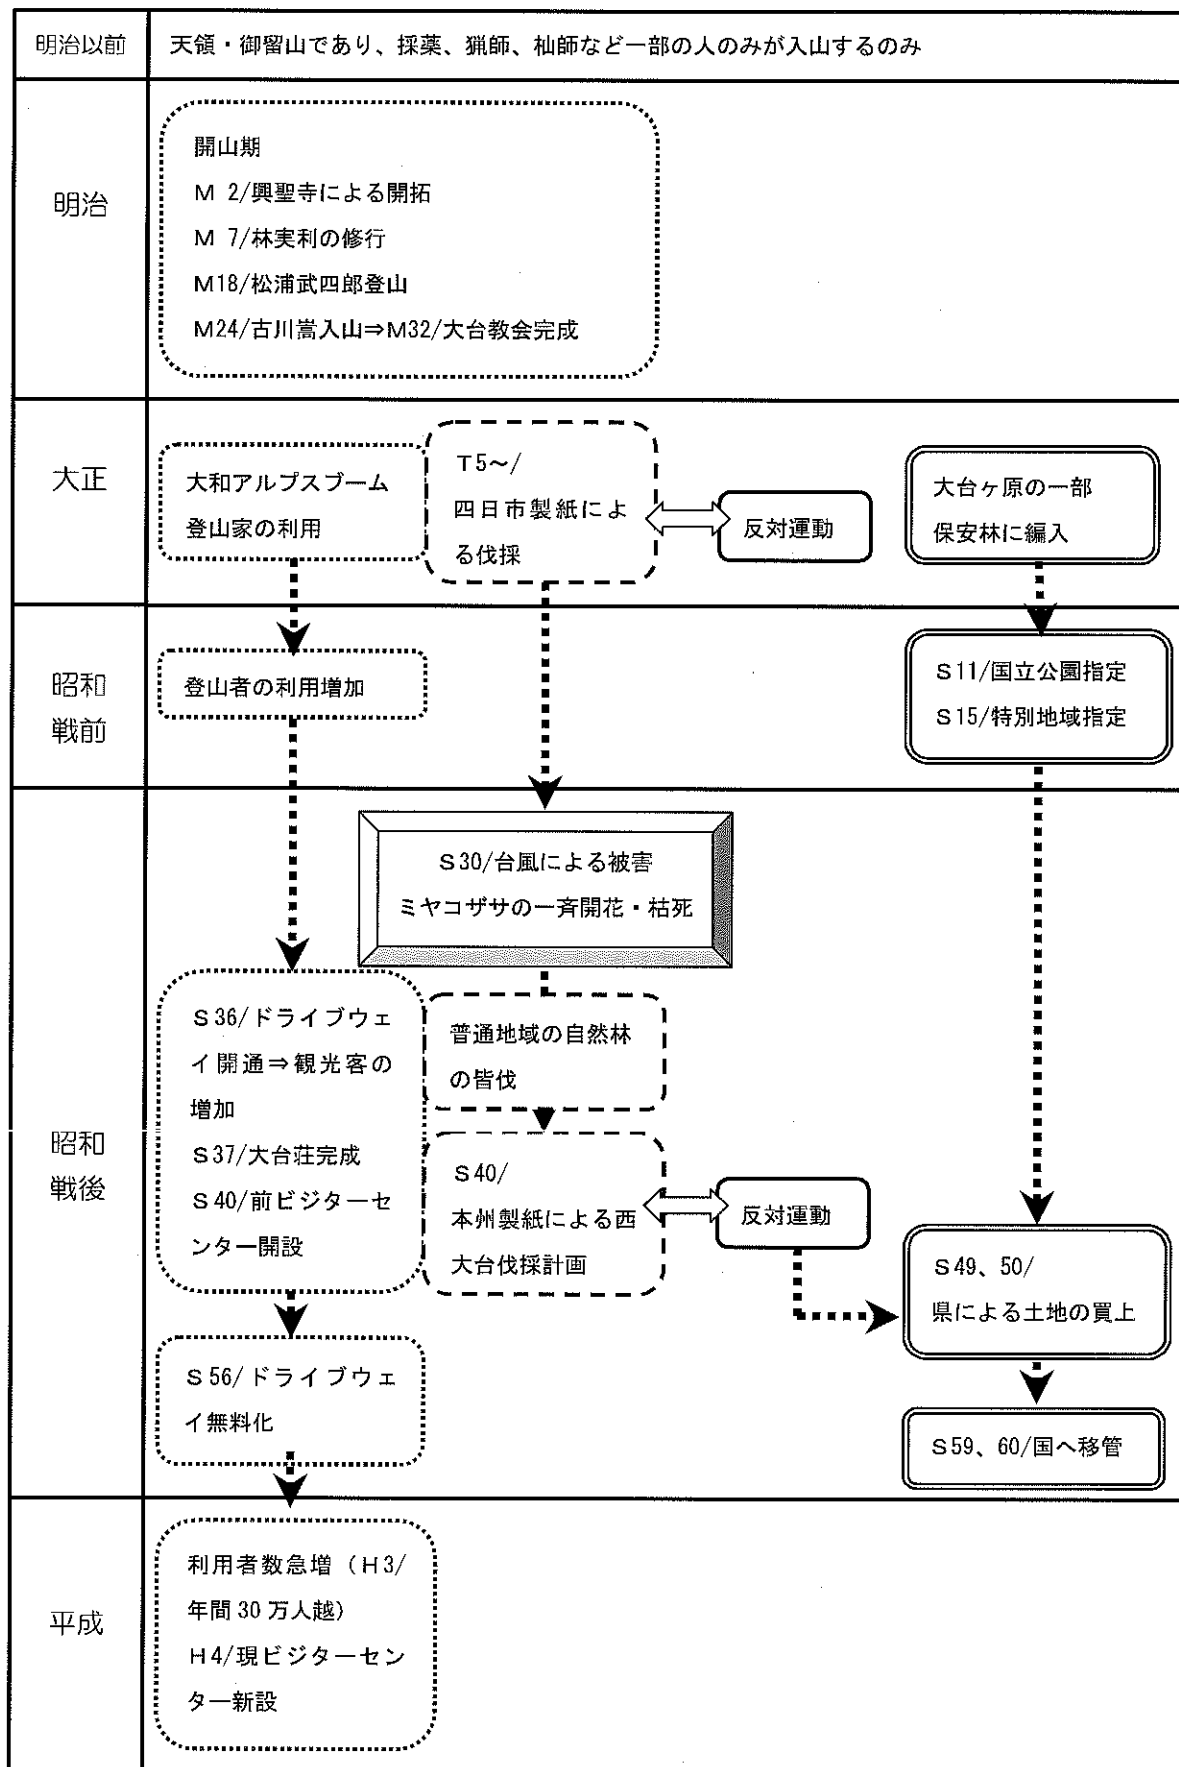 明治以前
天領・御留山であり、採薬、猟師、杣師など一部の人のみが入山するのみ
明治
開山期
M 2/興聖寺による開拓
M 7/林実利の修行
M18/松浦武四郎登山
M24/古川嵩入山⇒M32/大台教会完成
大正
大和アルプスブーム
登山家の利用
T5～/
四日市製紙によ
る伐採
反対運動
大台ヶ原の一部
保安林に編入
昭和
戦前
登山者の利用増加
S11/国立公園指定
S15/特別地域指定
昭和
戦後
S30/台風による被害
ミヤコザサの一斉開花・枯死
S36/ドライブウェ
イ開通⇒観光客の
増加
S37/大台荘完成
S40/前ビジターセ
ンター開設
普通地域の自然林
の皆伐
S40/
本州製紙による西
大台伐採計画
反対運動
S49、50/
県による土地の買上
S56/ドライブウェ
イ無料化
S59、60/国へ移管
平成
利用者数急増（H3/
年間30万人越）
H4/現ビジターセン
ター新設